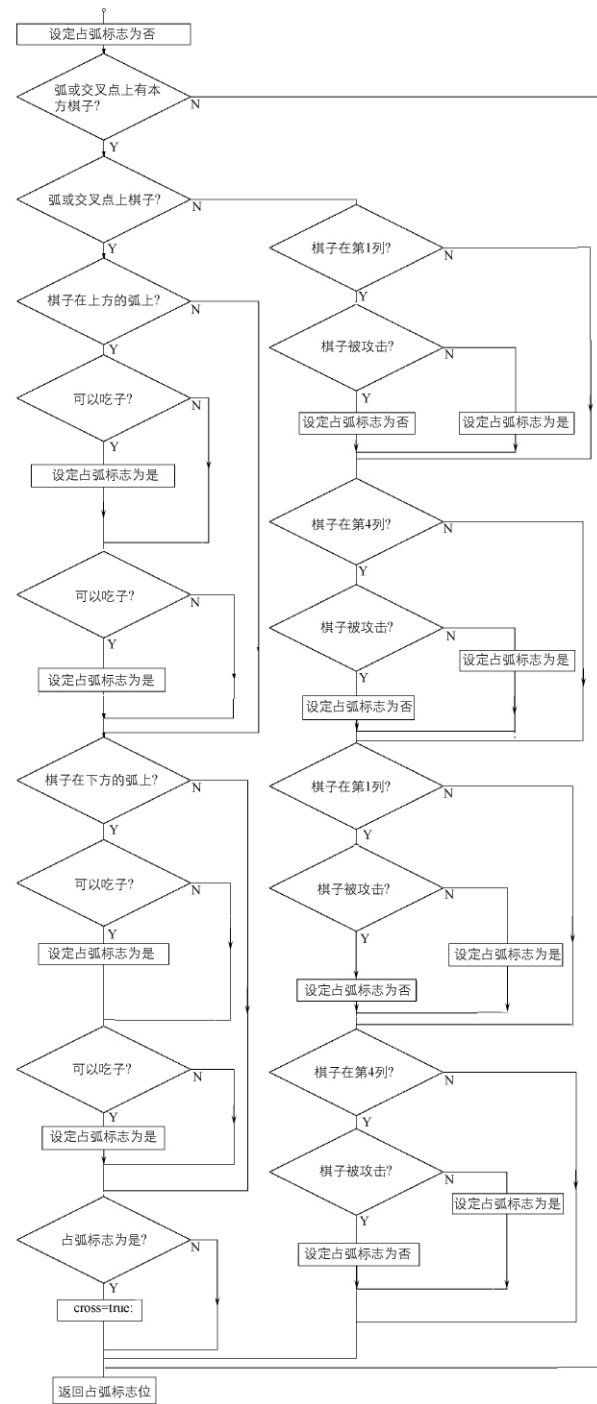 设定占弧标志为否
弧或交叉点上有本
方棋子?
N
Y
弧或交叉点上棋子?
N
Y
棋子在上方的弧上?
N
Y
可以吃子?
N
Y
设定占弧标志为是
可以吃子?
N
Y
设定占弧标志为是
棋子在下方的弧上?
N
Y
可以吃子?
N
Y
设定占弧标志为是
可以吃子?
N
Y
设定占弧标志为是
占弧标志为是?
N
Y
cross=true:
棋子在第1列?
N
Y
棋子被攻击?
N
Y
设定占弧标志为否
设定占弧标志为是
棋子在第4列?
N
Y
棋子被攻击?
N
Y
设定占弧标志为是
设定占弧标志为否
棋子在第1列?
N
Y
棋子被攻击?
N
Y
设定占弧标志为是
设定占弧标志为否
棋子在第4列?
N
Y
棋子被攻击?
N
Y
设定占弧标志为是
设定占弧标志为否
返回占弧标志位